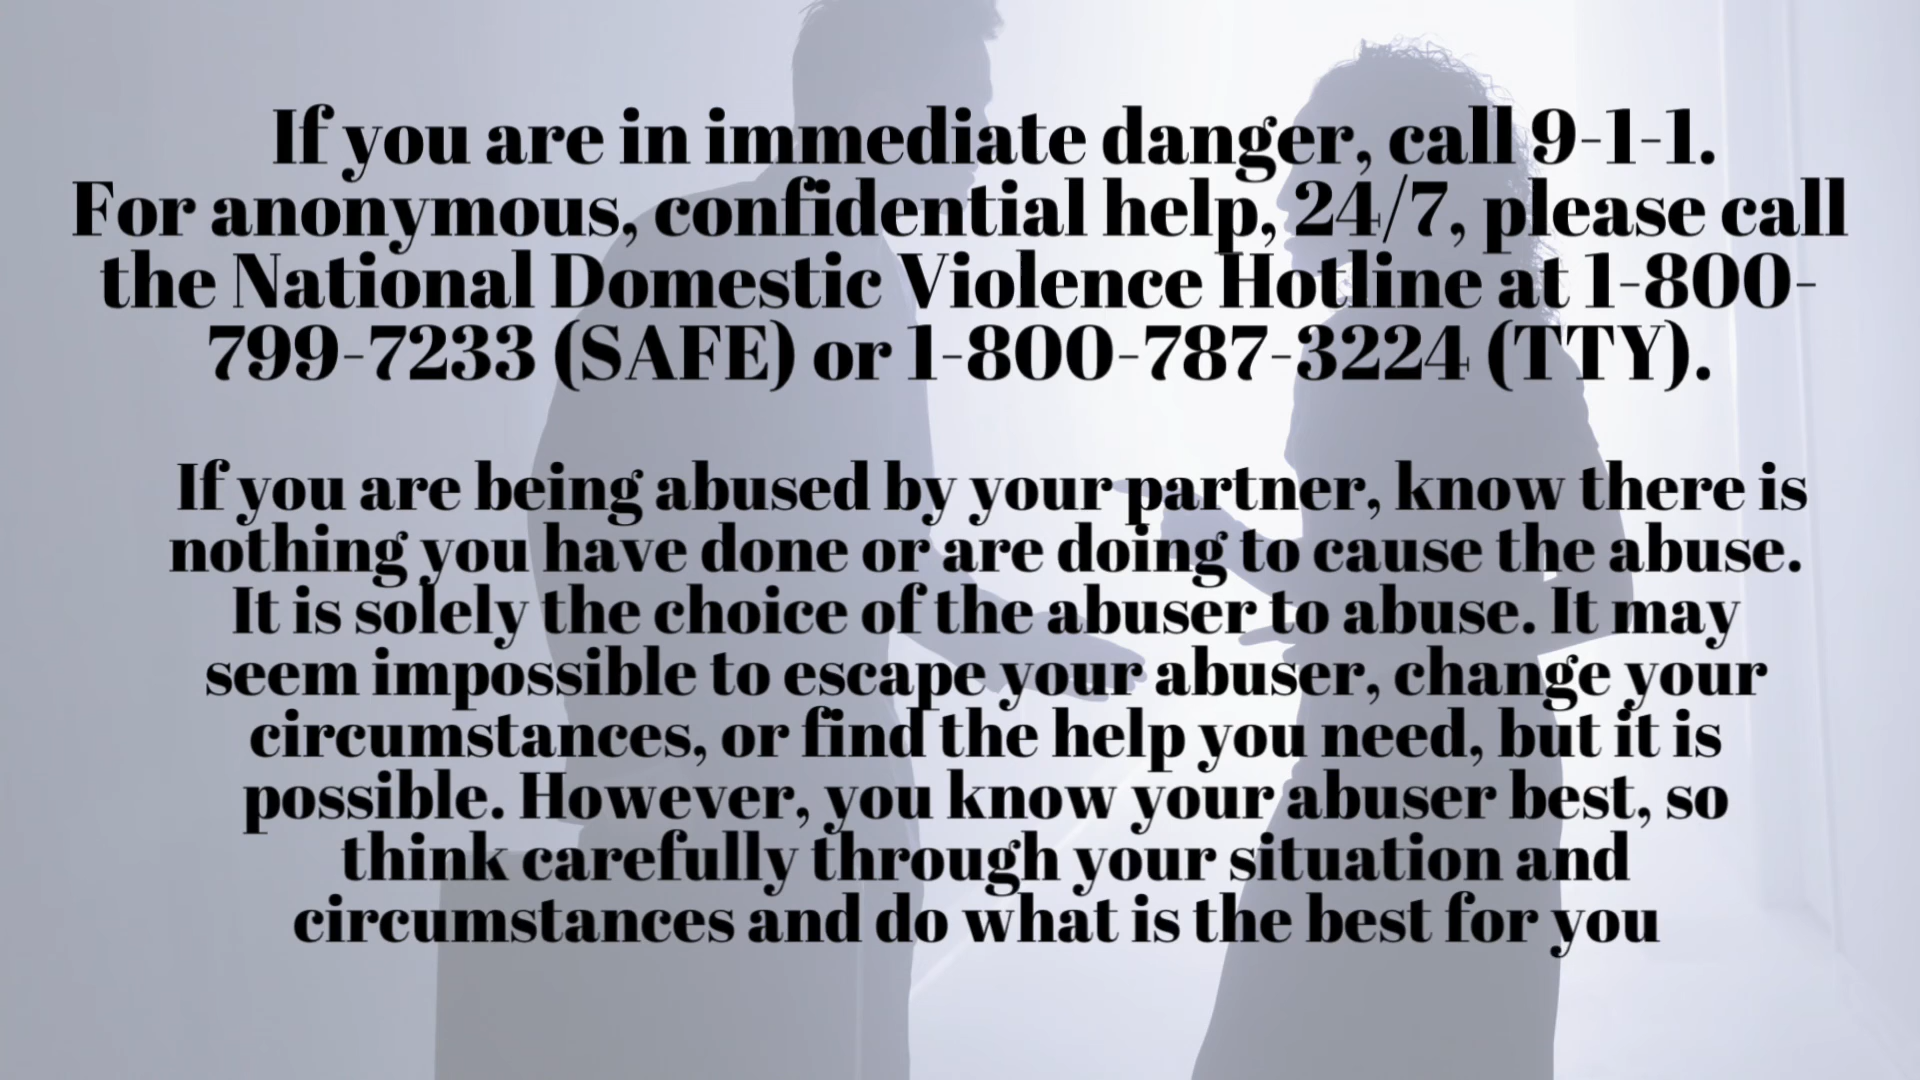 If you are in immediate danger, call 9-1-1.
For anonymous, confidential help, 24/7, please call
the National Domestic Violence Hotline at 1-800-
799-7233 (SAFE) or 1-800-787-3224 (TTY).
If you are being abused by your partner, know there is
nothing you have done or are doing to cause the abuse.
It is solely the choice of the abuser to abuse. It may
seem impossible to escape your abuser, change your
circumstances, or find the help you need, but it is
possible. However, you know your abuser best, so
think carefully through your situation and
circumstances and do what is the best for you